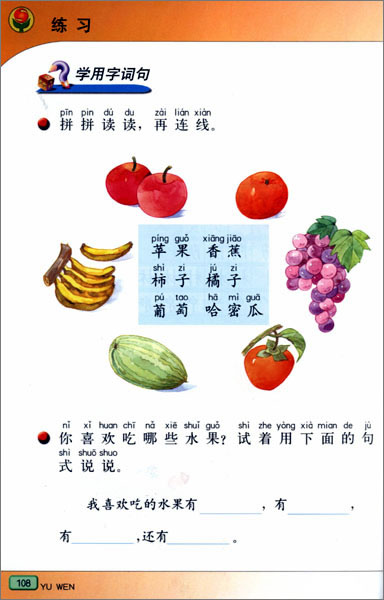 练习
学用字词句
pīn pin dú du zài lián xiàn
拼拼读读，再连线。
píng guǒ xiāng jiāo
苹果 香蕉
shì zi jú zi
柿子 橘子
pú tao hā mì guā
葡萄 哈密瓜
nǐ xǐ huan chī nǎ xiē shuǐ guǒ shì zhe yòng xià mian de jù
你喜欢吃哪些水果？试着用下面的句
shì shuō shuo
式说说。
我喜欢吃的水果有________，有________，
有________，还有________。
108 YU WEN